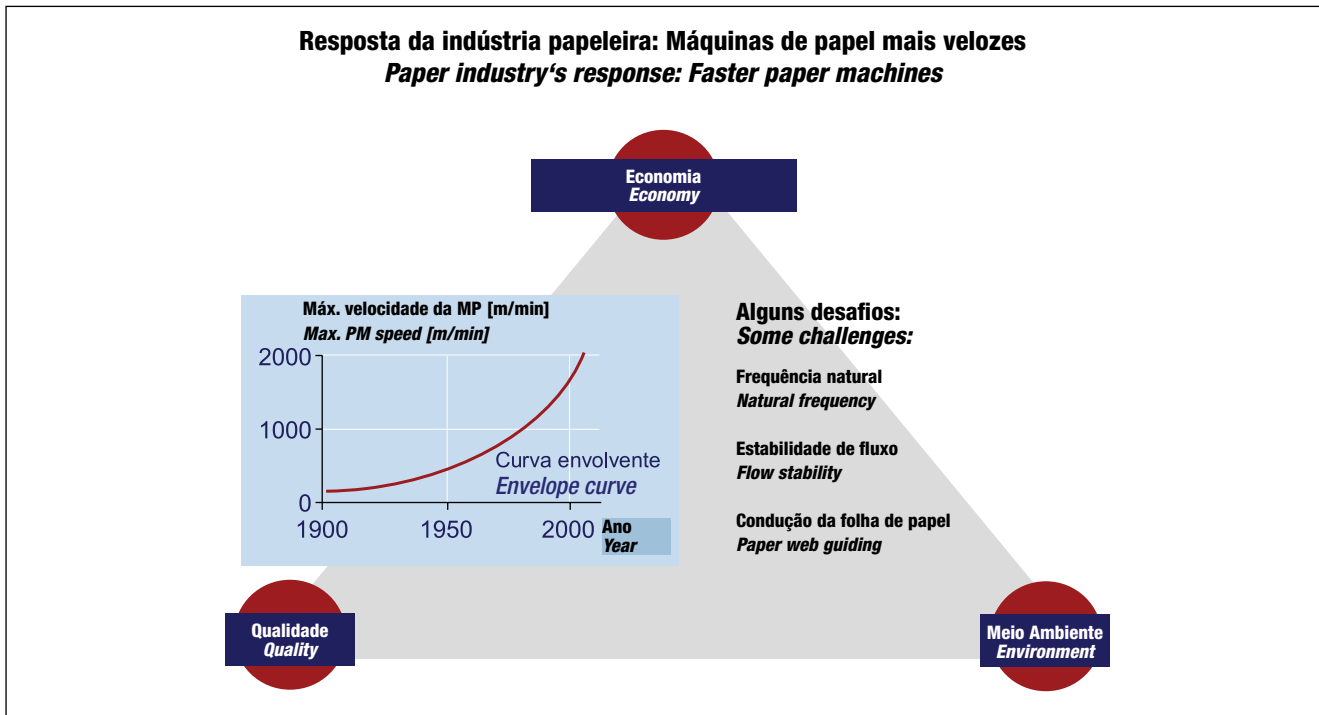 Resposta da indústria papeleira: Máquinas de papel mais velozes
Paper industry‘s response: Faster paper machines
Economia
Economy
Máx. velocidade da MP [m/min]
Max. PM speed [m/min]
2000
1000
0
1900
1950
2000
Curva envolvente
Envelope curve
Ano
Year
Alguns desafios:
Some challenges:
Frequência natural
Natural frequency
Estabilidade de fluxo
Flow stability
Condução da folha de papel
Paper web guiding
Qualidade
Quality
Meio Ambiente
Environment